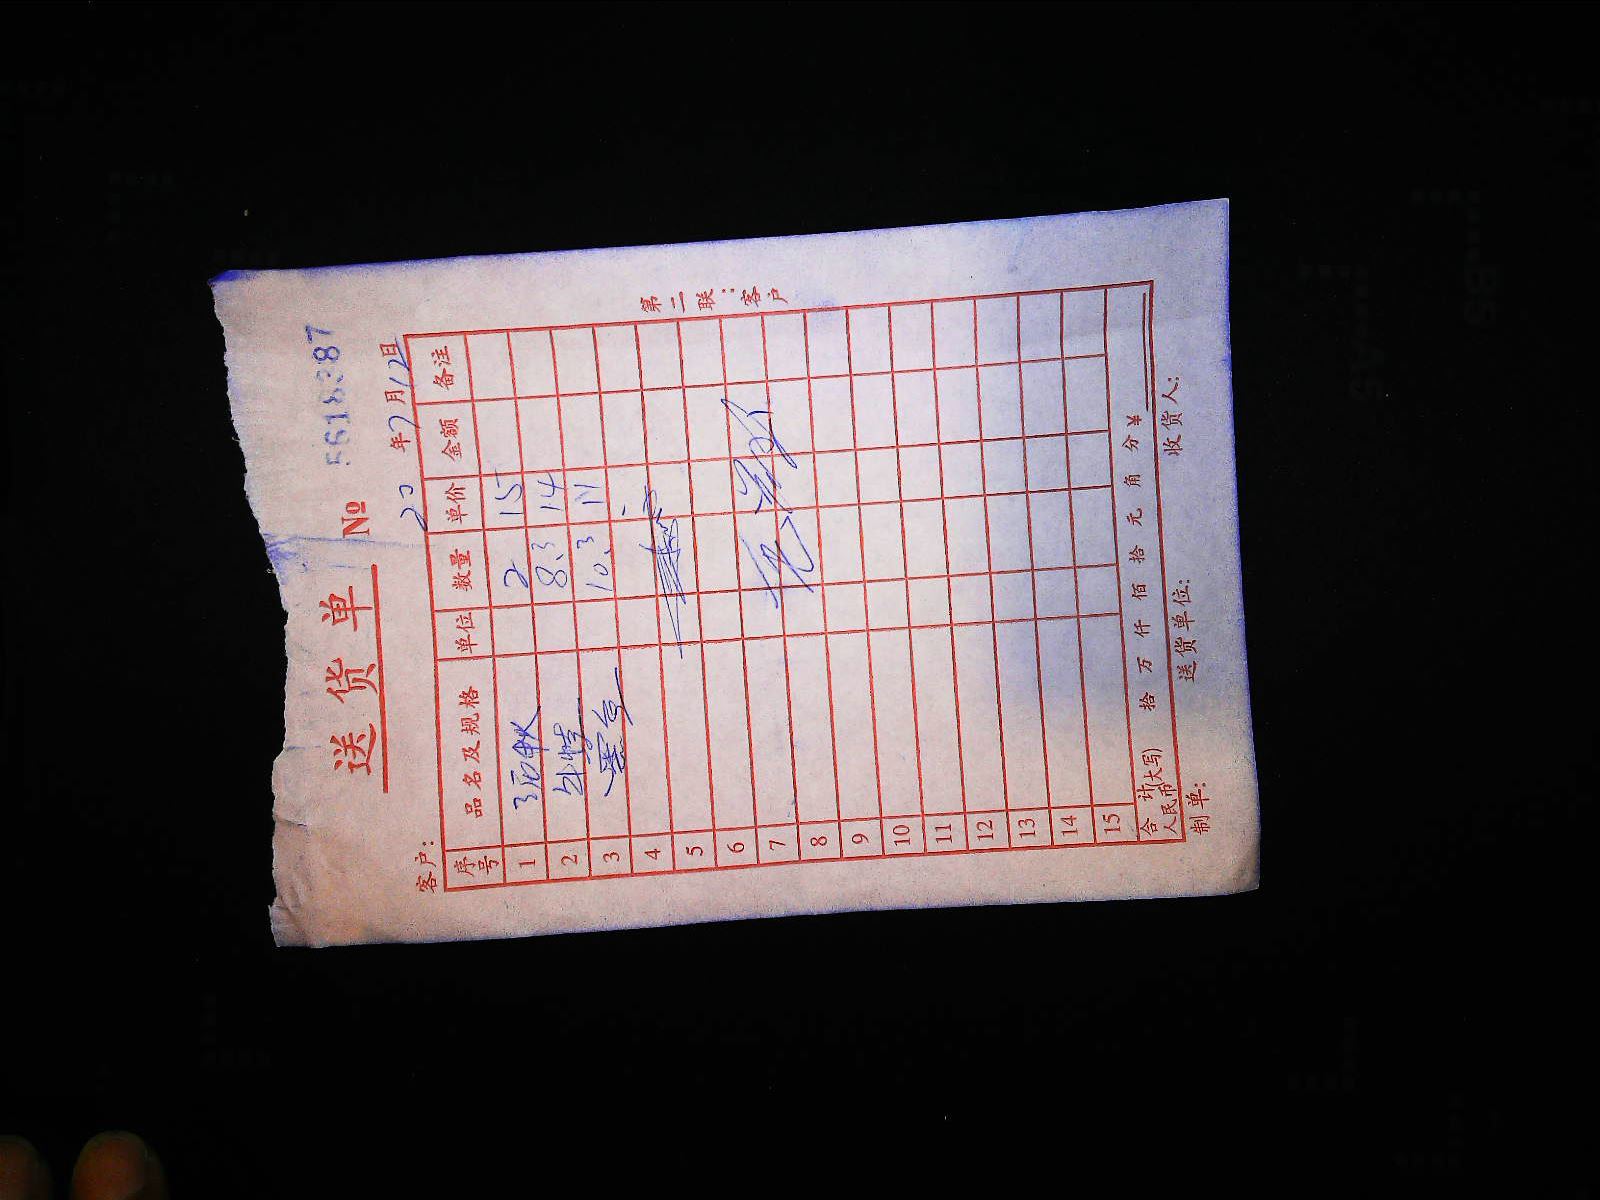 送货单
№ 5618387
客户:
20 年7月12日
序号 品名及规格 单位 数量 单价 金额 备注
1 2 15
2 8.3 14
3 10.3 11
4
5
6
7
8
9
10
11
12
13
14
15
合计人民币(大写) 拾 万 仟 佰 拾 元 角 分 ¥
制单: 送货单位: 收货人:
第二联:客户